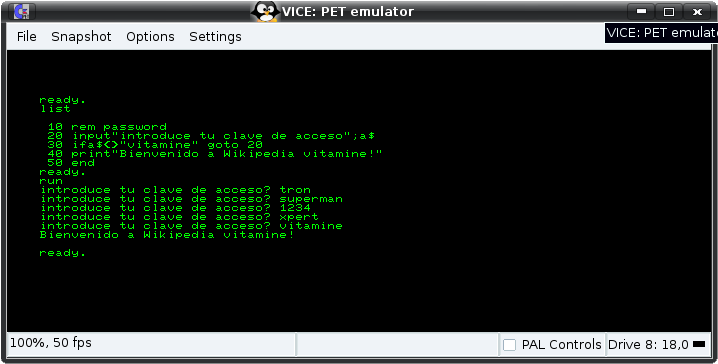 VICE: PET emulator
File Snapshot Options Settings
VICE: PET emulato
ready.
list
10 rem password
20 input"introduce tu clave de acceso";a$
30 ifa$<>"vitamine" goto 20
40 print"Bienvenido a Wikipedia vitamine!"
50 end
ready.
run
introduce tu clave de acceso? tron
introduce tu clave de acceso? superman
introduce tu clave de acceso? 1234
introduce tu clave de acceso? xpert
introduce tu clave de acceso? vitamine
Bienvenido a Wikipedia vitamine!
ready.
100%, 50 fps PAL Controls Drive 8: 18,0